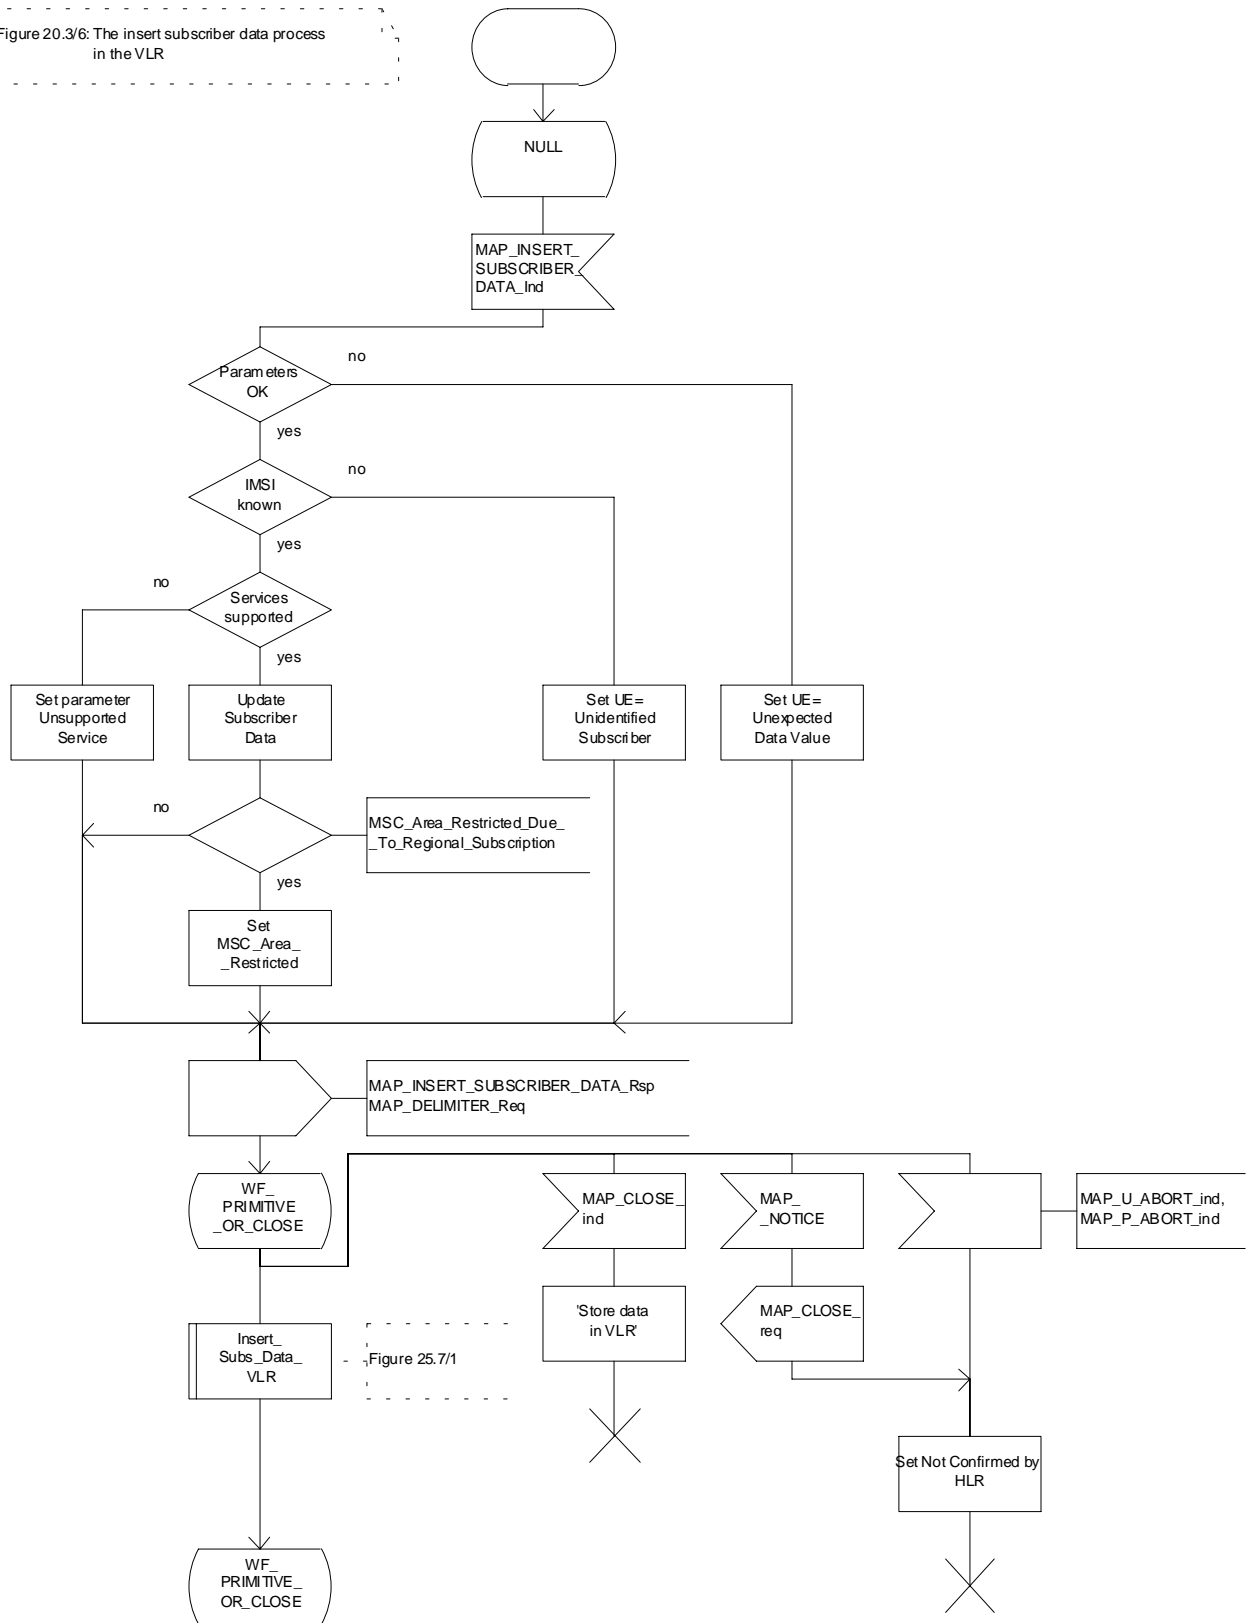 Figure 20.3/6: The insert subscriber data process
in the VLR
NULL
MAP_INSERT_
SUBSCRIBER_
DATA_Ind
Parameters
OK
no
yes
IMSI
known
no
yes
Services
supported
no
yes
Set parameter
Unsupported
Service
Update
Subscriber
Data
Set UE=
Unidentified
Subscriber
Set UE=
Unexpected
Data Value
no
MSC_Area_Restricted_Due_
_To_Regional_Subscription
yes
Set
MSC_Area_
_Restricted
MAP_INSERT_SUBSCRIBER_DATA_Rsp
MAP_DELIMITER_Req
WF_
PRIMITIVE
_OR_CLOSE
MAP_CLOSE_
ind
MAP_
_NOTICE
MAP_U_ABORT_ind,
MAP_P_ABORT_ind
'Store data
in VLR'
MAP_CLOSE_
req
Insert_
Subs_Data_
VLR
Figure 25.7/1
Set Not Confirmed by
HLR
WF_
PRIMITIVE_
OR_CLOSE